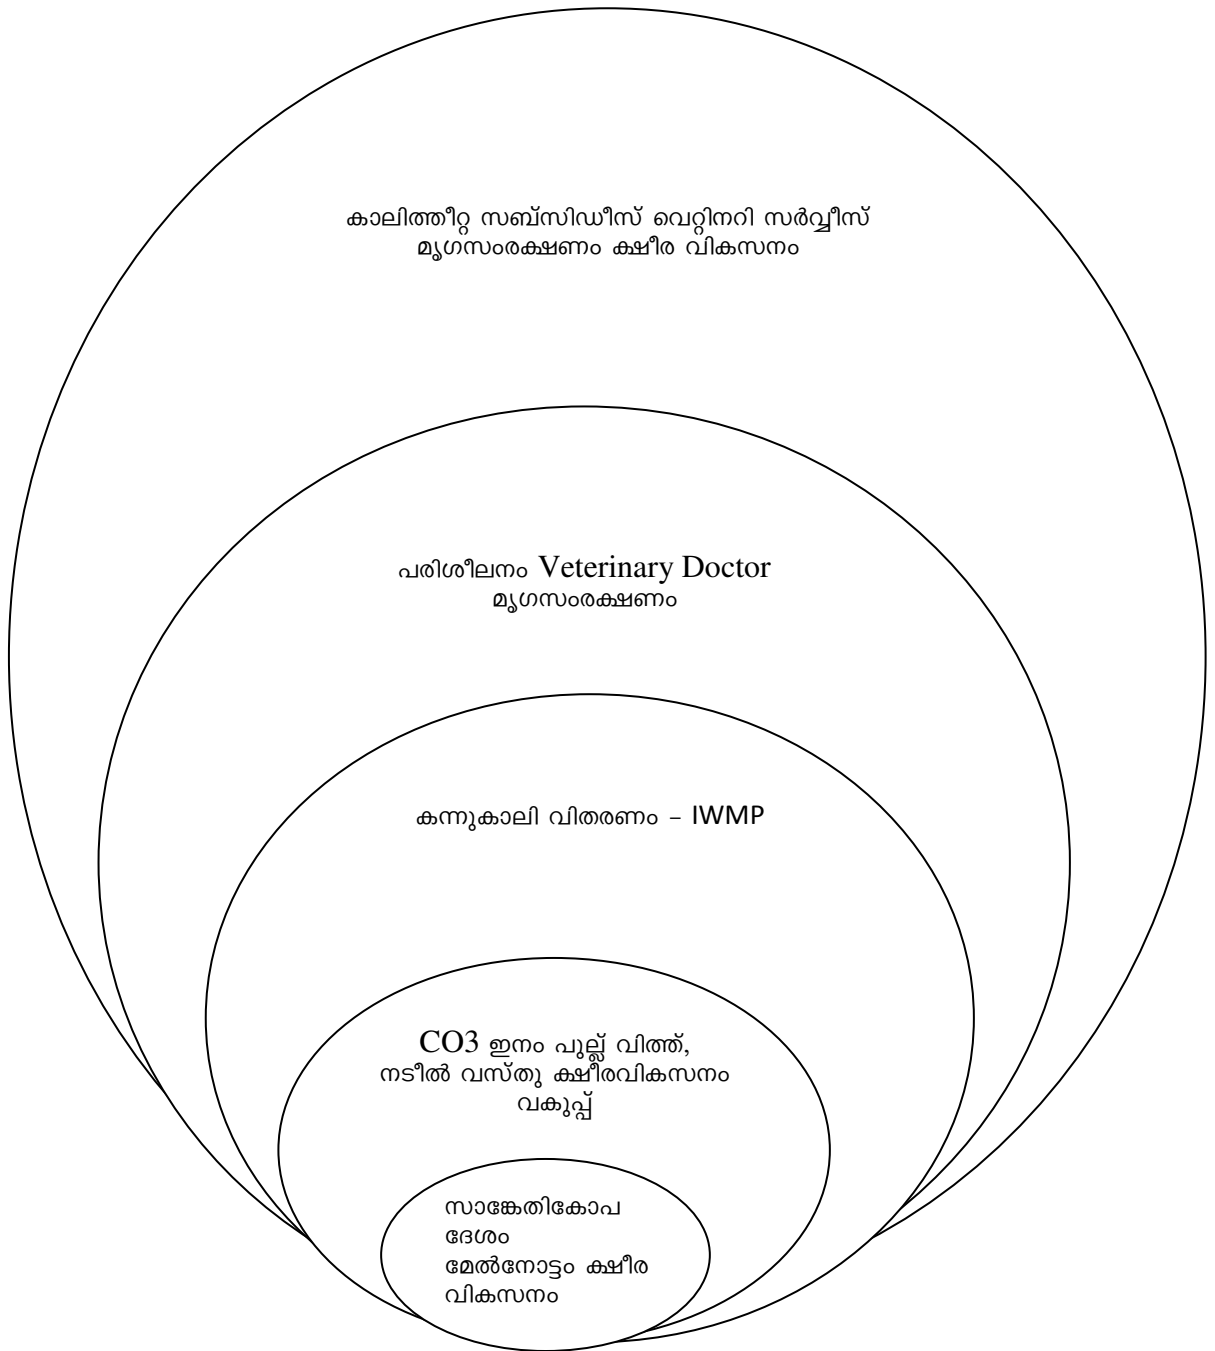 കാലിത്തീറ്റ സബ്സിഡീസ് വെറ്റിനറി സർവ്വീസ്
മൃഗസംരക്ഷണം ക്ഷീര വികസനം
പരിശീലനം Veterinary Doctor
മൃഗസംരക്ഷണം
കന്നുകാലി വിതരണം – IWMP
CO3 ഇനം പുല്ല് വിത്ത്,
നടീൽ വസ്തു ക്ഷീരവികസനം
വകുപ്പ്
സാങ്കേതികോപ
ദേശം
മേൽനോട്ടം ക്ഷീര
വികസനം